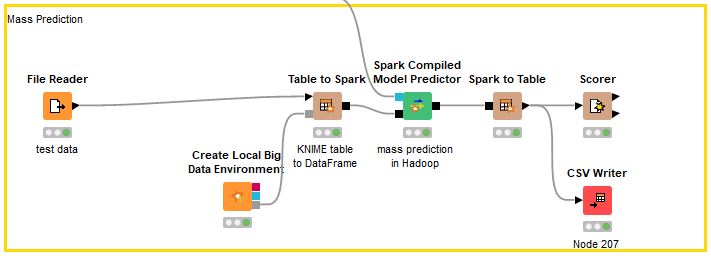 Mass Prediction
File Reader
test data
Table to Spark
KNIME table
to DataFrame
Create Local Big
Data Environment
Spark Compiled
Model Predictor
mass prediction
in Hadoop
Spark to Table
Scorer
CSV Writer
Node 207